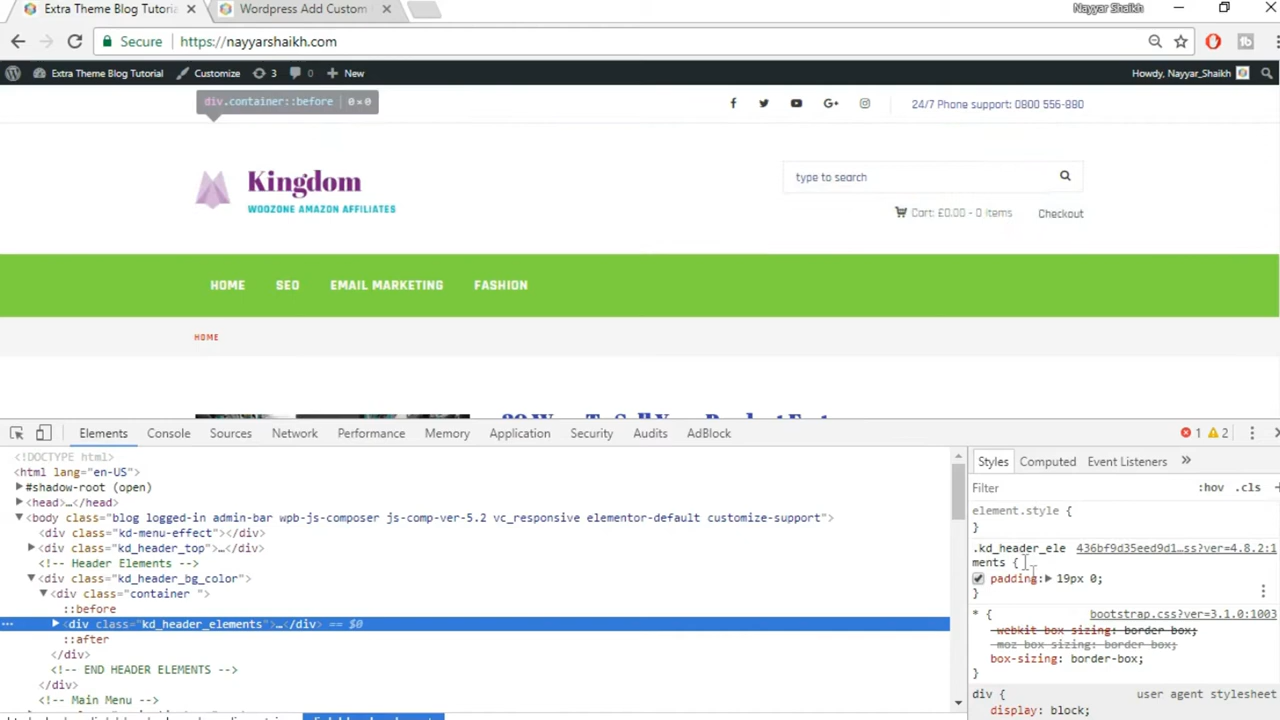 Extra Theme Blog Tutoria
Wordpress Add Custom
Nayyar Shaikh
Secure
https://nayyarshaikh.com
Extra Theme Blog Tutorial
Customize
3
0
New
Howdy, Nayyar_Shaikh
div.container::before
0 × 0
24/7 Phone support: 0800 556-880
Kingdom
WOOZONE AMAZON AFFILIATES
type to search
Cart: £0.00 - 0 items
Checkout
HOME SEO EMAIL MARKETING FASHION
HOME
Elements Console Sources Network Performance Memory Application Security Audits AdBlock
1
2
<!DOCTYPE html>
<html lang="en-US">
#shadow-root (open)
<head>…</head>
<body class="blog logged-in admin-bar wpb-js-composer js-comp-ver-5.2 vc_responsive elementor-default customize-support">
<div class="kd-menu-effect"></div>
<div class="kd_header_top">…</div>
<!-- Header Elements -->
<div class="kd_header_bg_color">
<div class="container ">
::before
<div class="kd_header_elements">…</div> == $0
::after
</div>
<!-- END HEADER ELEMENTS -->
</div>
<!-- Main Menu -->
Styles Computed Event Listeners
Filter
:hov .cls
element.style {
}
.kd_header_ele 436bf9d35eed9d1…ss?ver=4.8.2:1
ments {
padding: 19px 0;
}
* { bootstrap.css?ver=3.1.0:1003
-webkit-box-sizing: border-box;
-moz-box-sizing: border-box;
box-sizing: border-box;
}
div { user agent stylesheet
display: block;